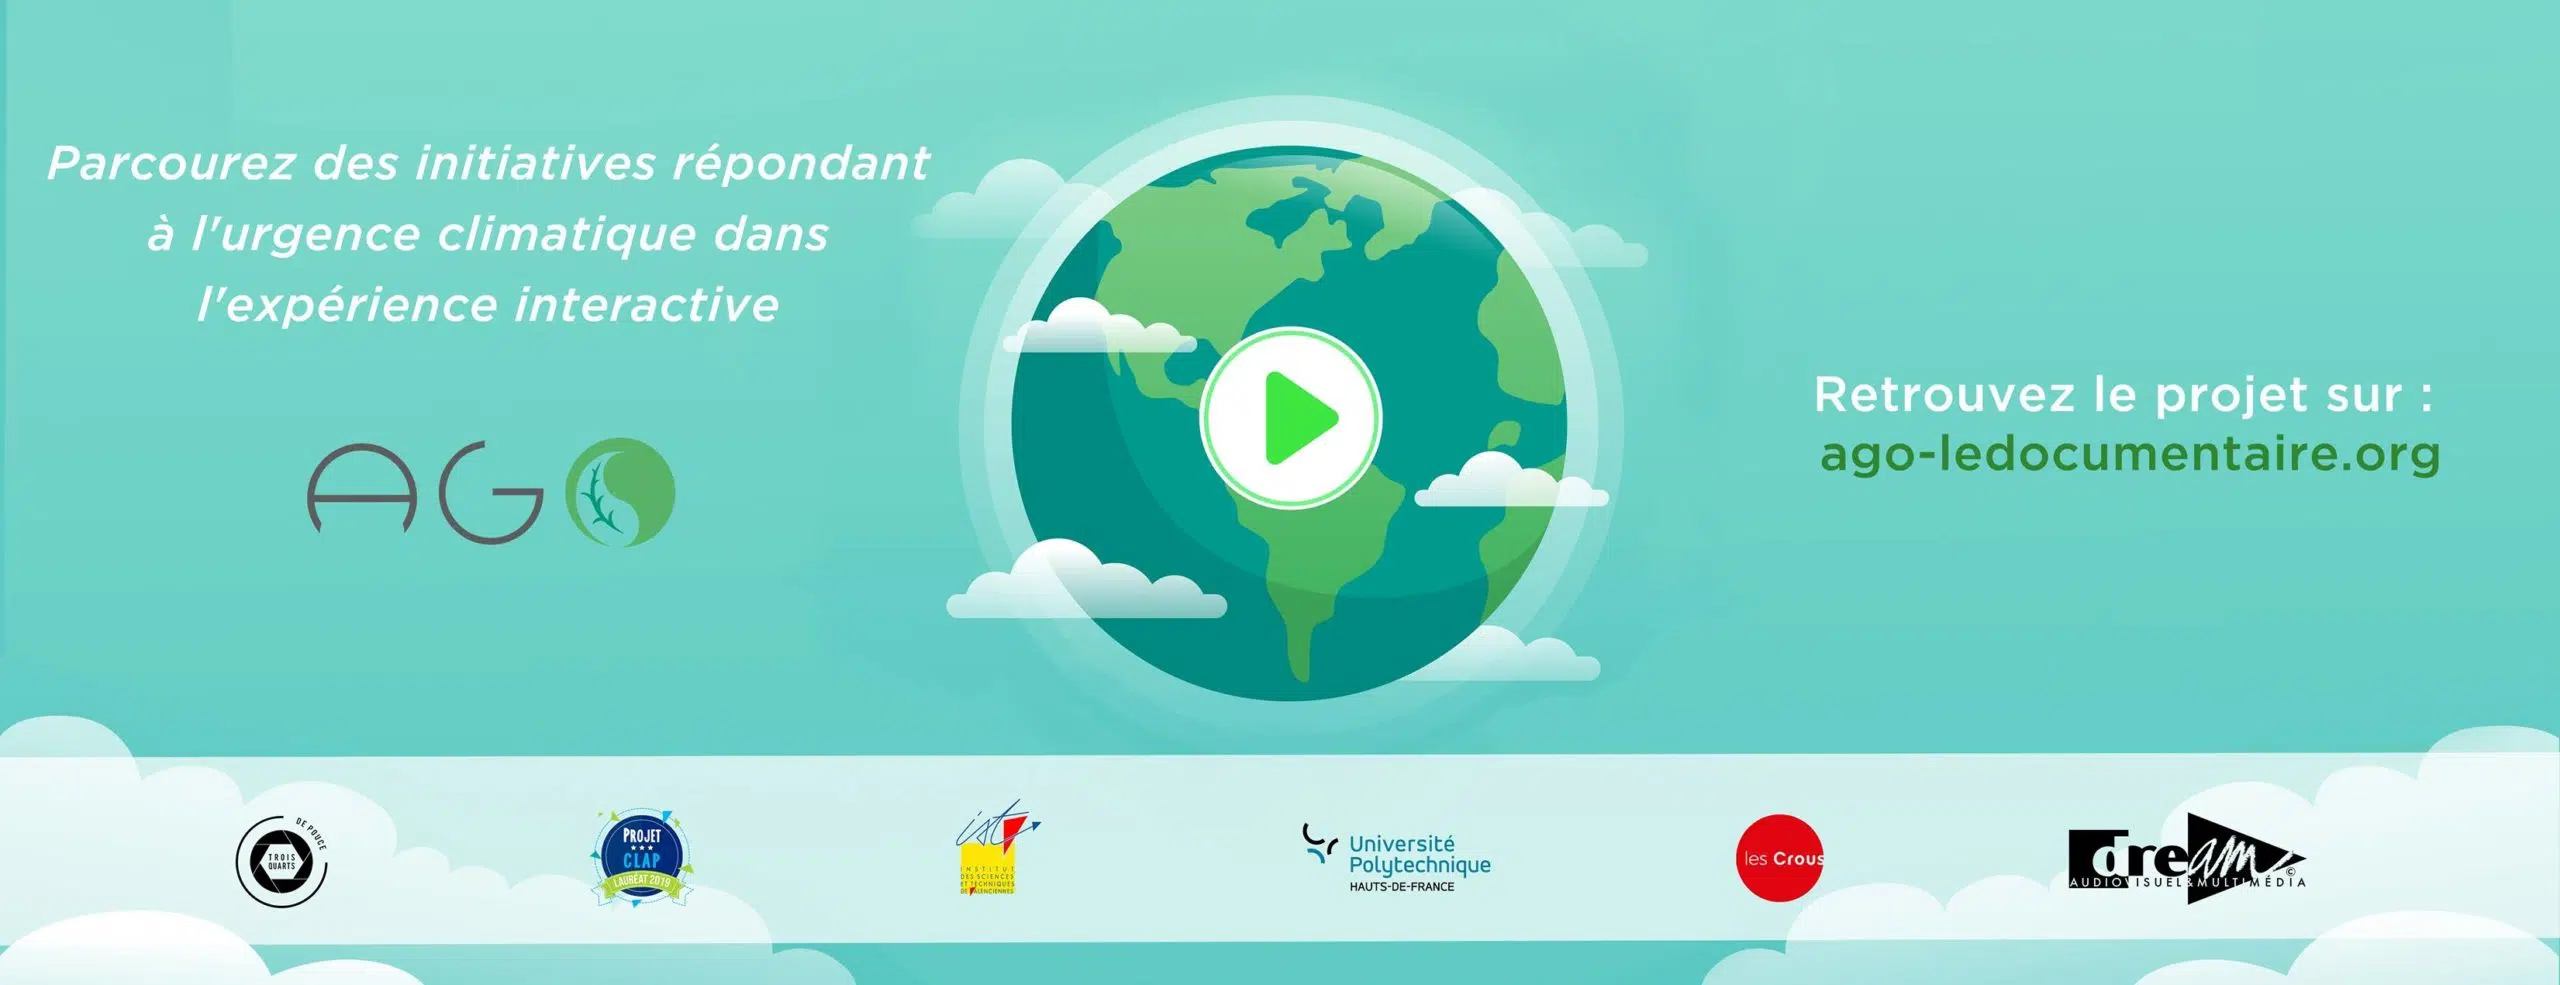 Parcourez des initiatives répondant
à l'urgence climatique dans
l'expérience interactive
AGO
Retrouvez le projet sur :
ago-ledocumentaire.org
DE POUCE
TROIS
QUARTS
PROJET
CLAP
LAURÉAT 2019
ist
INSTITUT
DES SCIENCES
ET TECHNIQUES
DE VALENCIENNES
Université
Polytechnique
HAUTS-DE-FRANCE
les Crous
dream
AUDIOVISUEL&MULTIMÉDIA
©